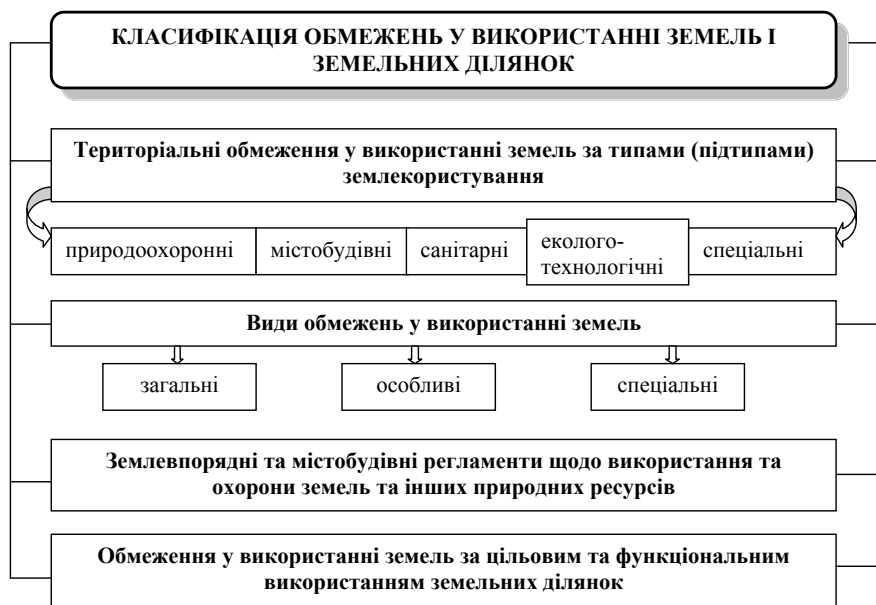 КЛАСИФІКАЦІЯ ОБМЕЖЕНЬ У ВИКОРИСТАННІ ЗЕМЕЛЬ І
ЗЕМЕЛЬНИХ ДІЛЯНОК
Територіальні обмеження у використанні земель за типами (підтипами)
землекористування
природоохоронні
містобудівні
санітарні
еколого-
технологічні
спеціальні
Види обмежень у використанні земель
загальні
особливі
спеціальні
Землевпорядні та містобудівні регламенти щодо використання та
охорони земель та інших природних ресурсів
Обмеження у використанні земель за цільовим та функціональним
використанням земельних ділянок